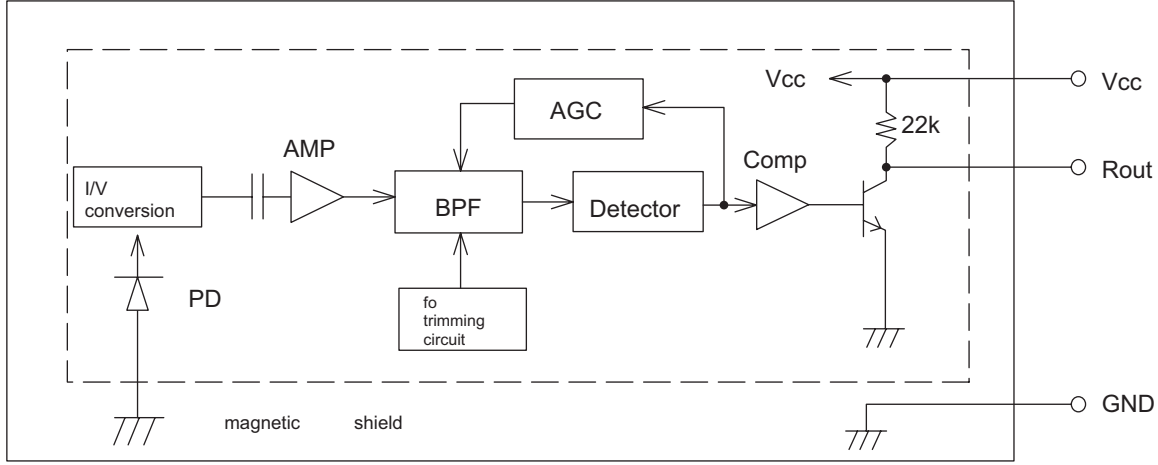 Vcc
Vcc
AGC
22k
AMP
Comp
Rout
I/V
conversion
BPF
Detector
PD
fo
trimming
circuit
GND
magnetic shield